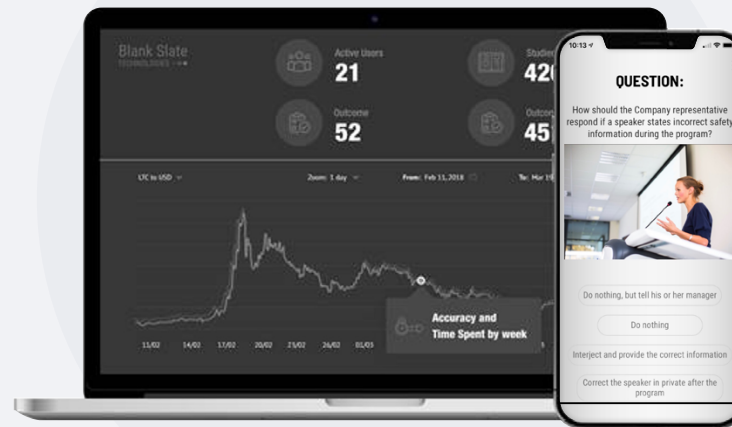 Blank Slate
TECHNOLOGIES
Active Users
21
Outcome
52
LTC to USD
Zoom: 1 day
From: Feb 11, 2018
To: Mar
11/02 14/02 17/02 20/02 23/02 26/02 01/03
Accuracy and
Time Spent by week
10:13
QUESTION:
How should the Company representative
respond if a speaker states incorrect safety
information during the program?
Do nothing, but tell his or her manager
Do nothing
Interject and provide the correct information
Correct the speaker in private after the
program